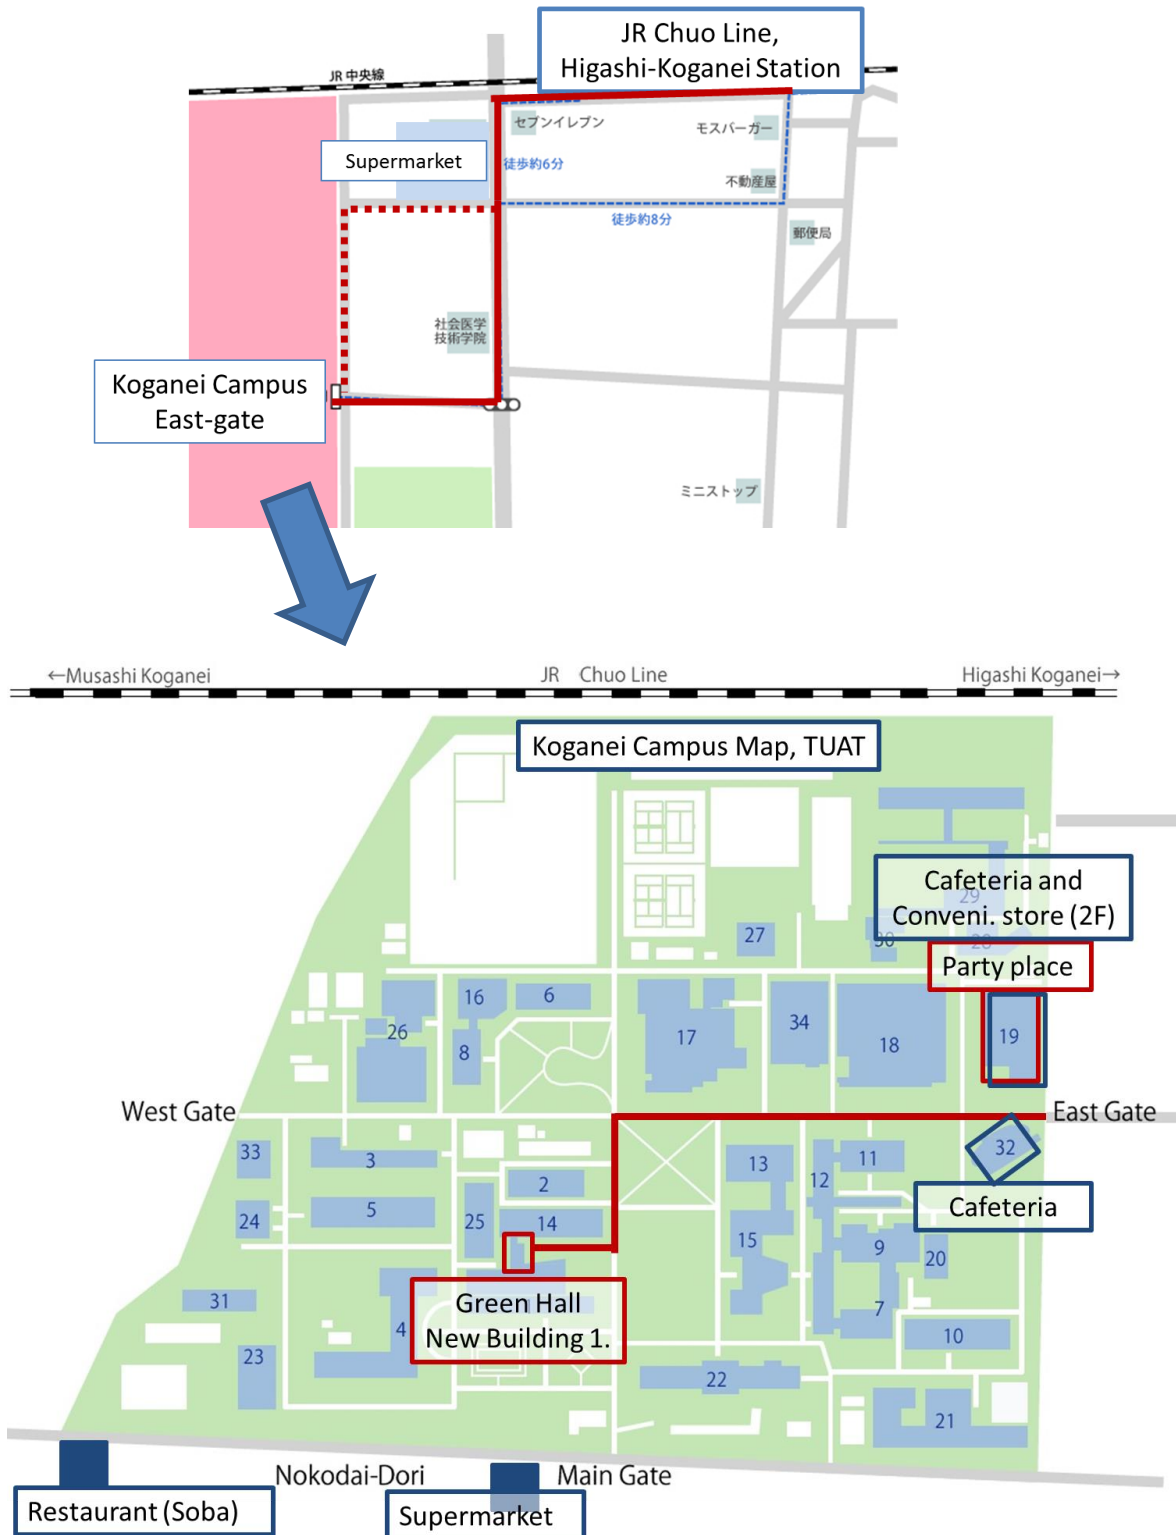 JR Chuo Line,
Higashi-Koganei Station
JR 中央線
セブンイレブン
モスバーガー
Supermarket
徒歩約6分
不動産屋
徒歩約8分
郵便局
社会医学
技術学院
Koganei Campus
East-gate
ミニストップ
←Musashi Koganei
JR Chuo Line
Higashi Koganei→
Koganei Campus Map, TUAT
Cafeteria and
Conveni. store (2F)
29
28
30
27
Party place
16
6
26
8
17
34
18
19
West Gate
East Gate
33
3
13
11
32
12
2
24
5
25
14
Cafeteria
15
9
20
Green Hall
New Building 1.
31
4
7
10
23
22
21
Nokodai-Dori
Main Gate
Restaurant (Soba)
Supermarket